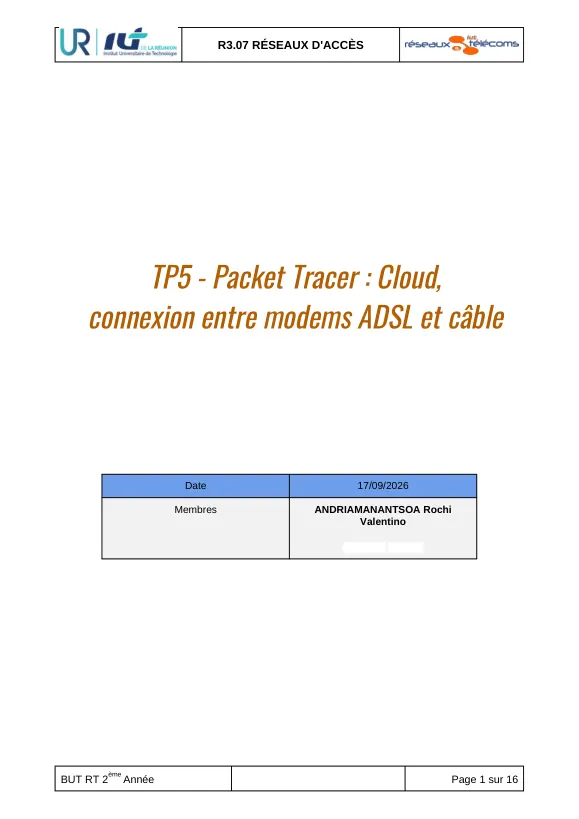 UR IUT DE LA RÉUNION
Institut Universitaire de Technologie
R3.07 RÉSEAUX D'ACCÈS
réseaux & télécoms
TP5 - Packet Tracer : Cloud,
connexion entre modems ADSL et câble
Date 17/09/2026
Membres ANDRIAMANANTSOA Rochi
Valentino
BUT RT 2ème Année Page 1 sur 16